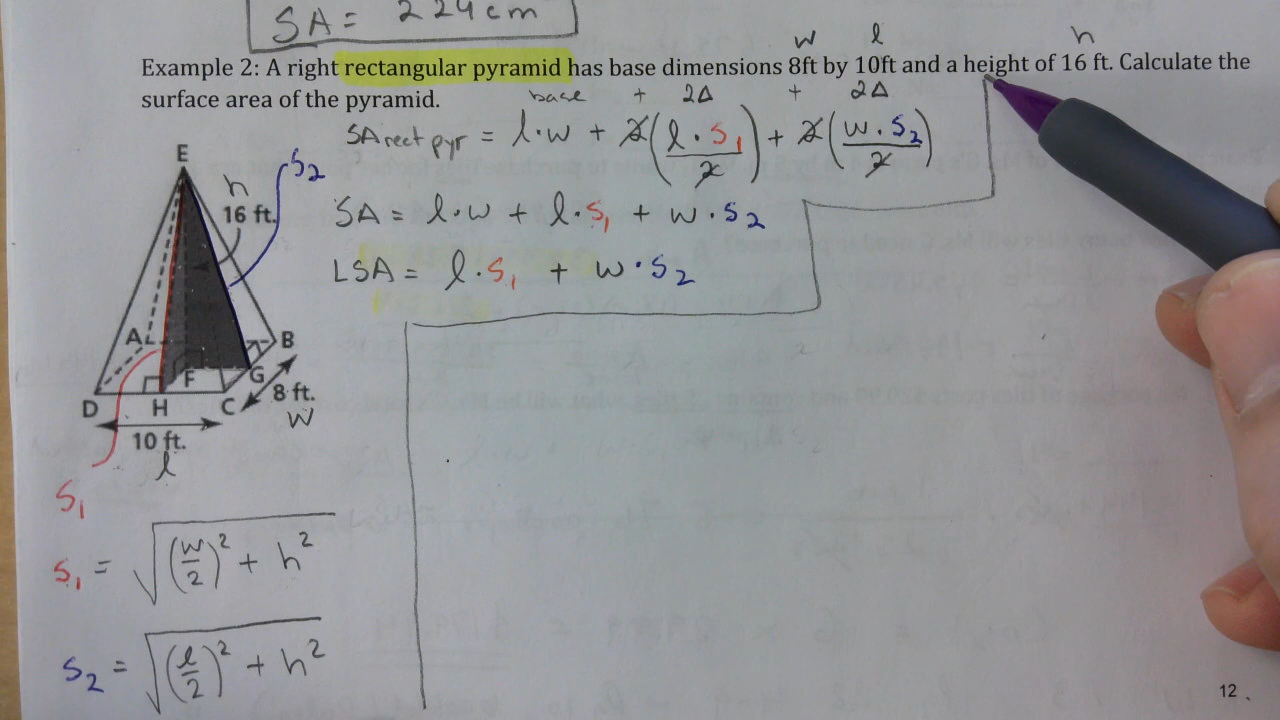 SA = 224 cm
w l h
Example 2: A right rectangular pyramid has base dimensions 8ft by 10ft and a height of 16 ft. Calculate the
surface area of the pyramid.
base + 2Δ + 2Δ
SA rect pyr = l·w + 2(l·s₁/2) + 2(w·s₂/2)
SA = l·w + l·s₁ + w·s₂
LSA = l·s₁ + w·s₂
E
s₂
h
16 ft.
A
B
F
G
D
H
C
8 ft.
w
10 ft.
l
s₁
s₁ = √((w/2)² + h²)
s₂ = √((l/2)² + h²)
12